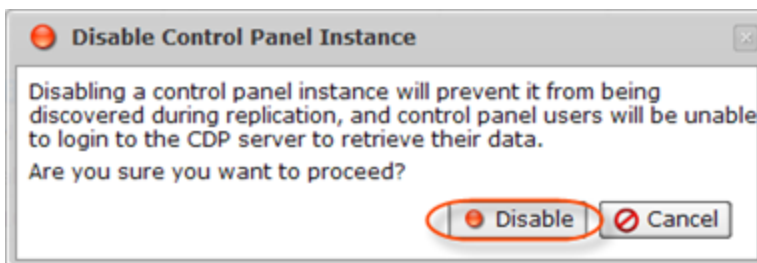 Disable Control Panel Instance
Disabling a control panel instance will prevent it from being
discovered during replication, and control panel users will be unable
to login to the CDP server to retrieve their data.
Are you sure you want to proceed?
Disable Cancel